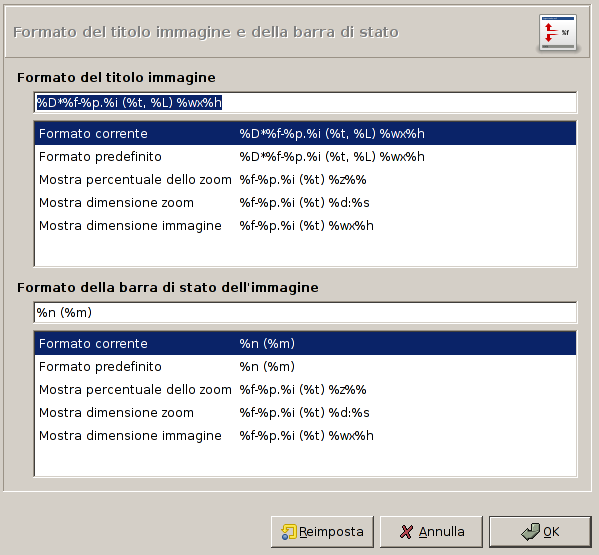 Formato del titolo immagine e della barra di stato
%f
Formato del titolo immagine
%D*%f-%p.%i (%t, %L) %wx%h
Formato corrente %D*%f-%p.%i (%t, %L) %wx%h
Formato predefinito %D*%f-%p.%i (%t, %L) %wx%h
Mostra percentuale dello zoom %f-%p.%i (%t) %z%%
Mostra dimensione zoom %f-%p.%i (%t) %d:%s
Mostra dimensione immagine %f-%p.%i (%t) %wx%h
Formato della barra di stato dell'immagine
%n (%m)
Formato corrente %n (%m)
Formato predefinito %n (%m)
Mostra percentuale dello zoom %f-%p.%i (%t) %z%%
Mostra dimensione zoom %f-%p.%i (%t) %d:%s
Mostra dimensione immagine %f-%p.%i (%t) %wx%h
Reimposta Annulla OK